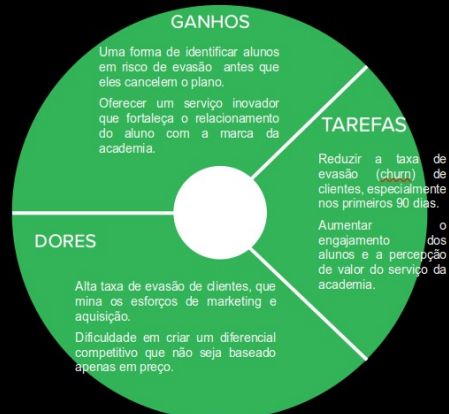 GANHOS
Uma forma de identificar alunos
em risco de evasão antes que
eles cancelem o plano.
Oferecer um serviço inovador
que fortaleça o relacionamento
do aluno com a marca da
academia.
TAREFAS
Reduzir a taxa de
evasão (churn) de
clientes, especialmente
nos primeiros 90 dias.
Aumentar o
engajamento dos
alunos e a percepção
de valor do serviço da
academia.
DORES
Alta taxa de evasão de clientes, que
mina os esforços de marketing e
aquisição.
Dificuldade em criar um diferencial
competitivo que não seja baseado
apenas em preço.